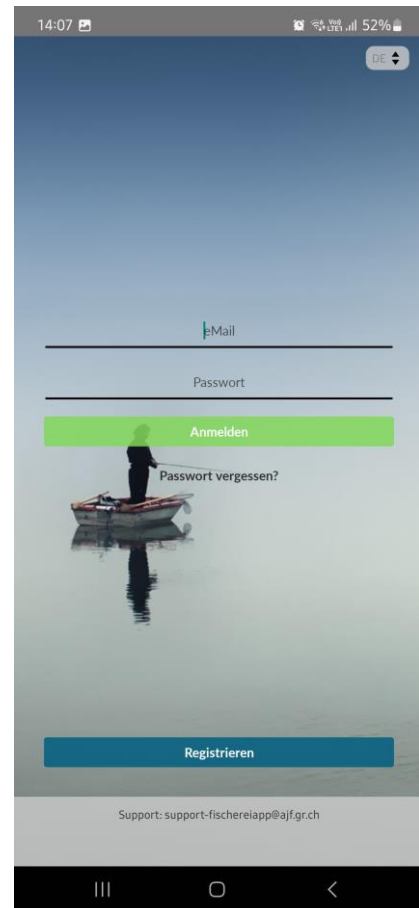 14:07
52%
DE
eMail
Passwort
Anmelden
Passwort vergessen?
Registrieren
Support: support-fischereiapp@ajf.gr.ch